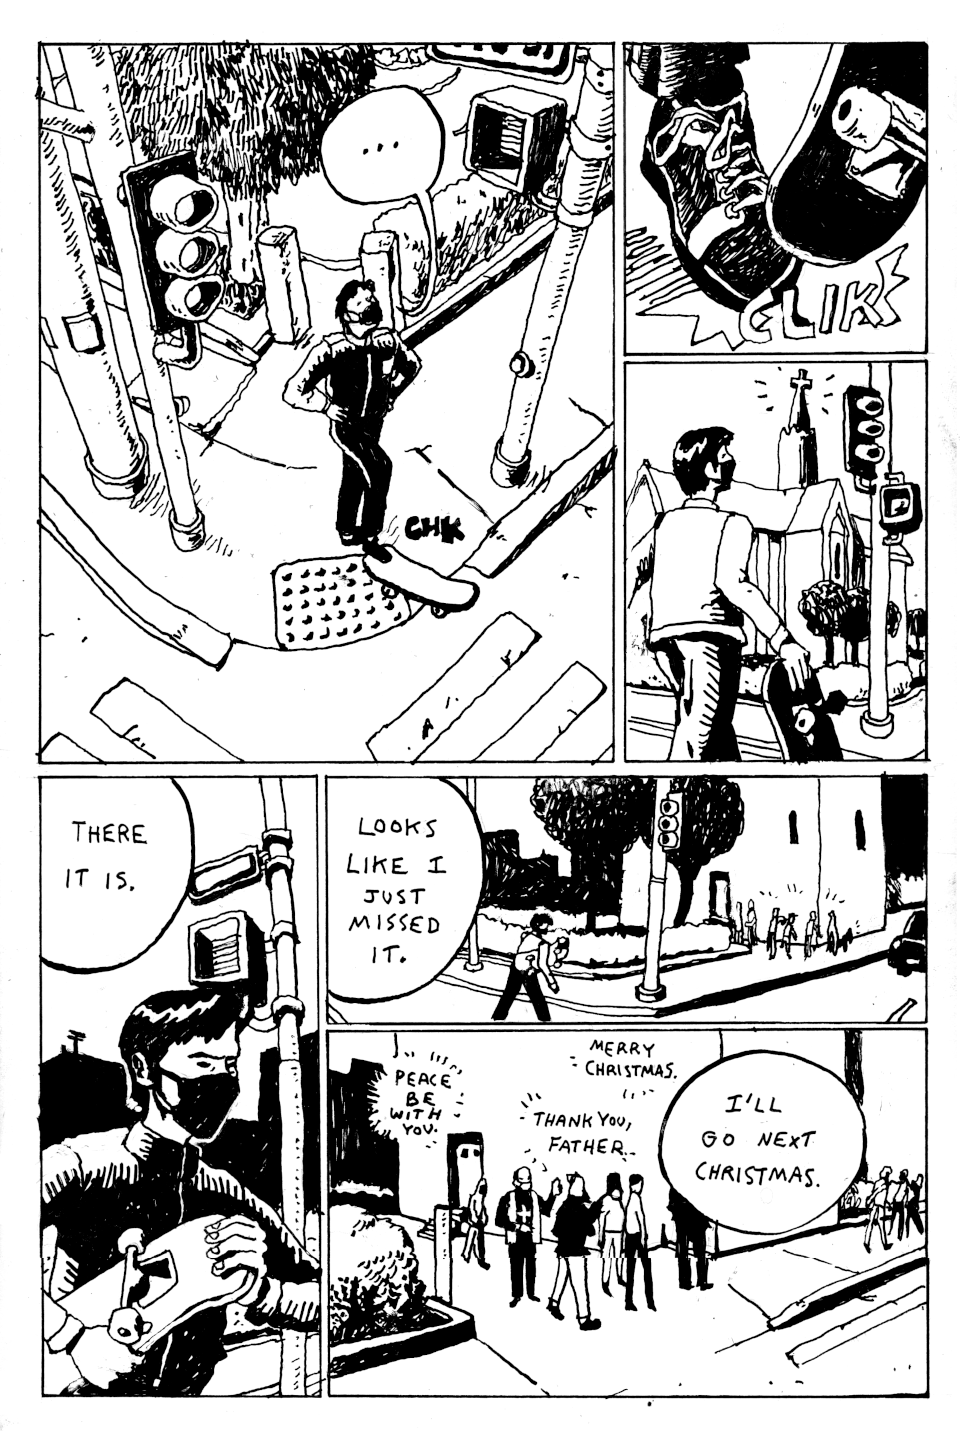 ...
CHK
CLIK
THERE
IT IS.
LOOKS
LIKE I
JUST
MISSED
IT.
PEACE
BE
WITH
YOU.
MERRY
CHRISTMAS.
THANK YOU,
FATHER.
I'LL
GO NEXT
CHRISTMAS.